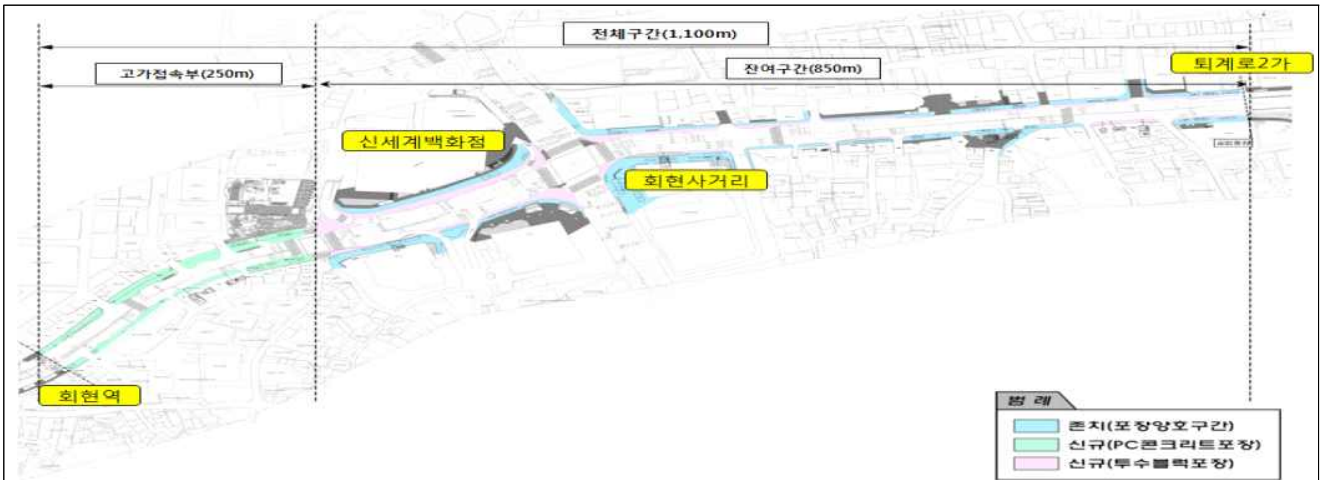 전체구간(1,100m)
고가접속부(250m)
잔여구간(850m)
퇴계로2가
신세계백화점
회현사거리
회현역
범 례
존치(포장양호구간)
신규(PC콘크리트포장)
신규(투수블럭포장)